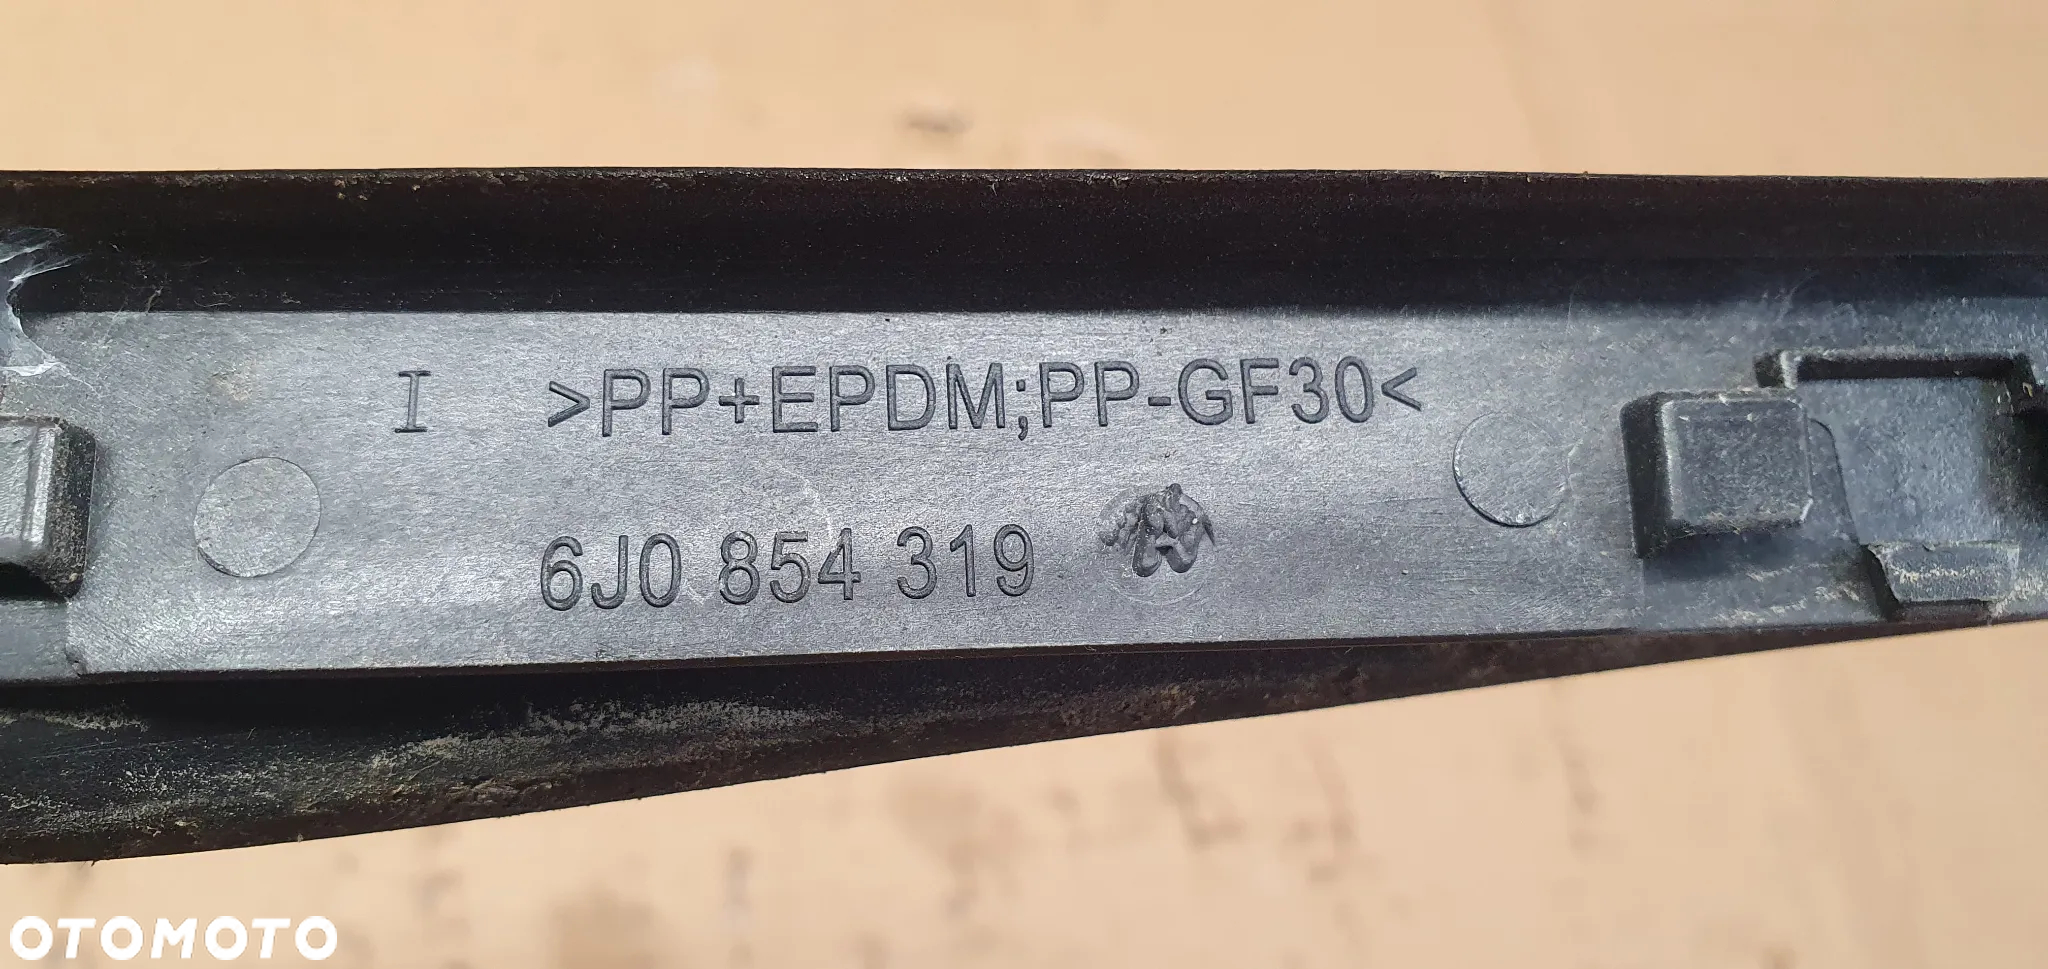 I >PP+EPDM;PP-GF30<
6J0 854 319
OTOMOTO